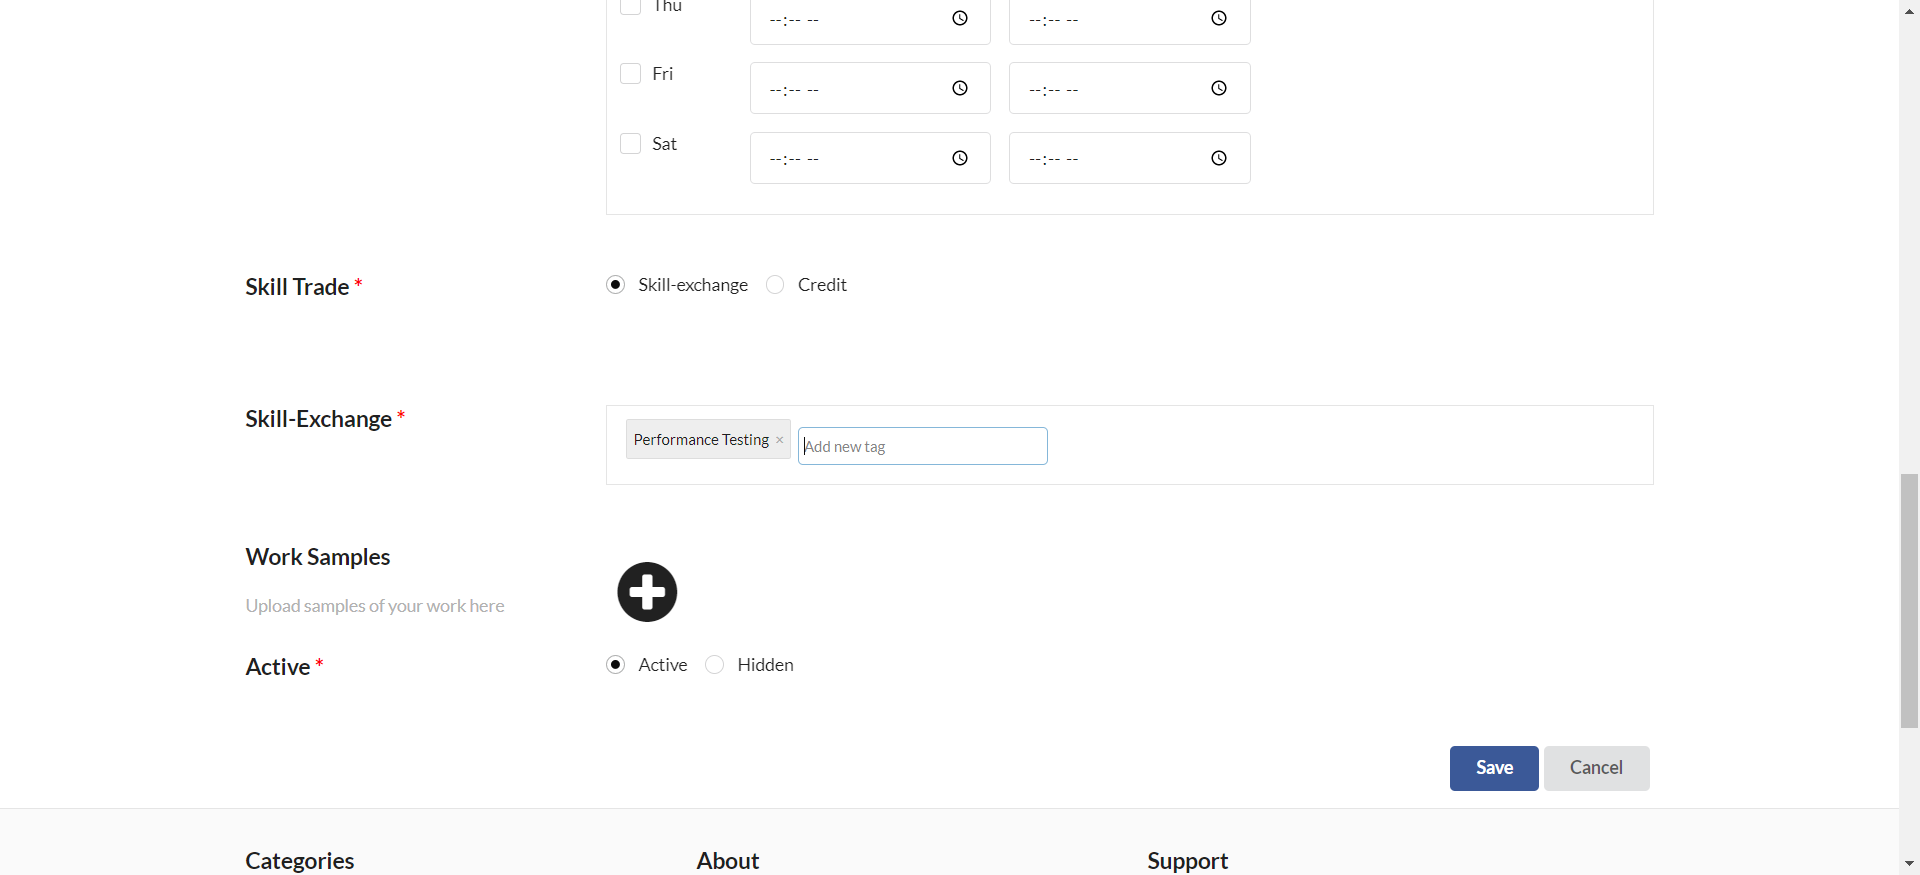 Thu --:-- -- --:-- --
Fri --:-- -- --:-- --
Sat --:-- -- --:-- --
Skill Trade * Skill-exchange Credit
Skill-Exchange * Performance Testing × Add new tag
Work Samples
Upload samples of your work here
Active * Active Hidden
Save Cancel
Categories About Support